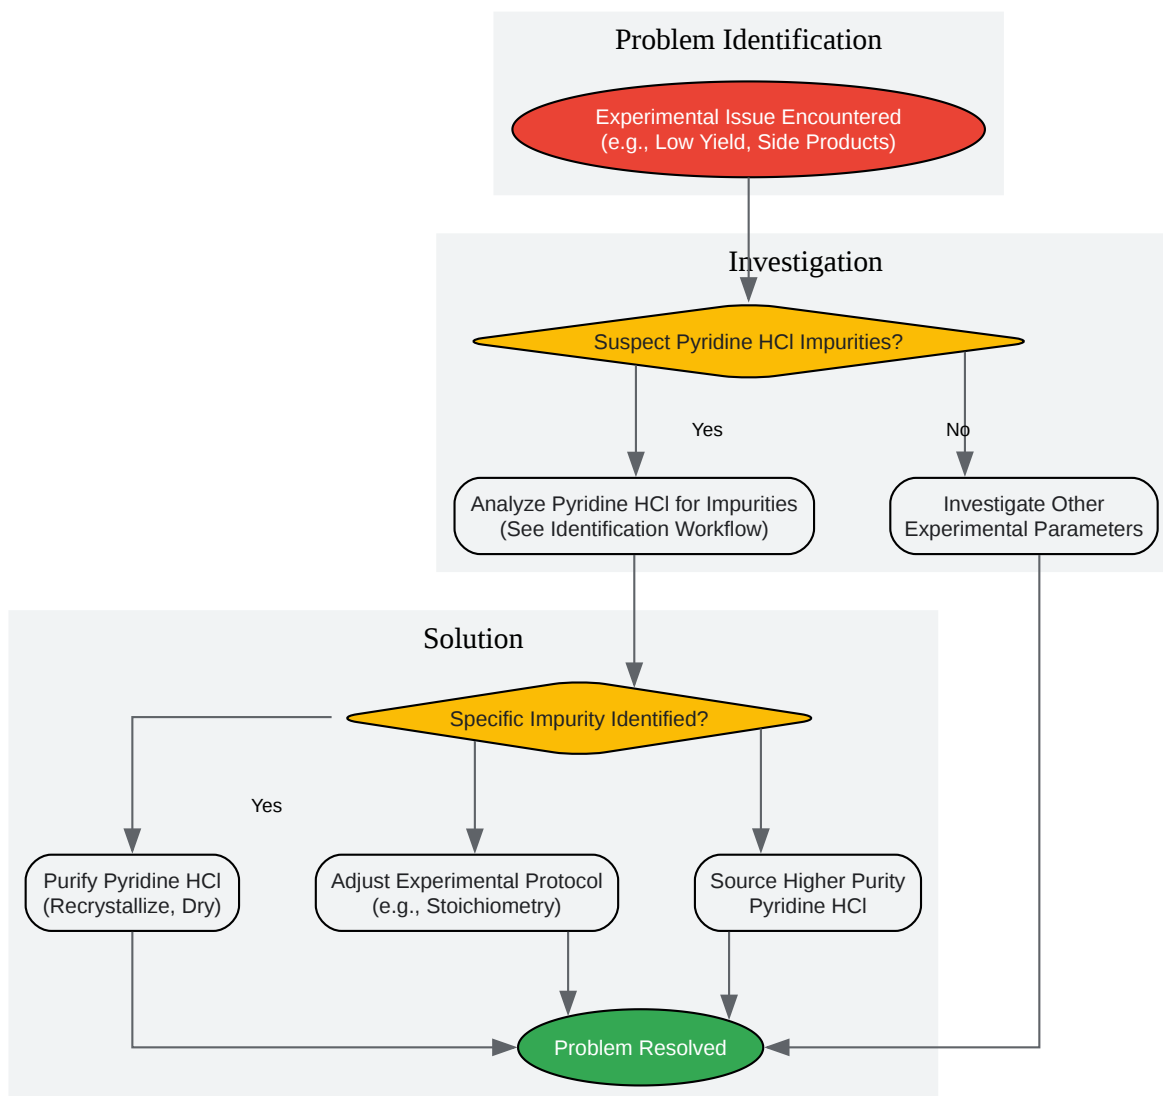 Problem Identification
Experimental Issue Encountered
(e.g., Low Yield, Side Products)
Investigation
Suspect Pyridine HCl Impurities?
Yes
No
Analyze Pyridine HCl for Impurities
(See Identification Workflow)
Investigate Other
Experimental Parameters
Solution
Specific Impurity Identified?
Yes
Purify Pyridine HCl
(Recrystallize, Dry)
Adjust Experimental Protocol
(e.g., Stoichiometry)
Source Higher Purity
Pyridine HCl
Problem Resolved